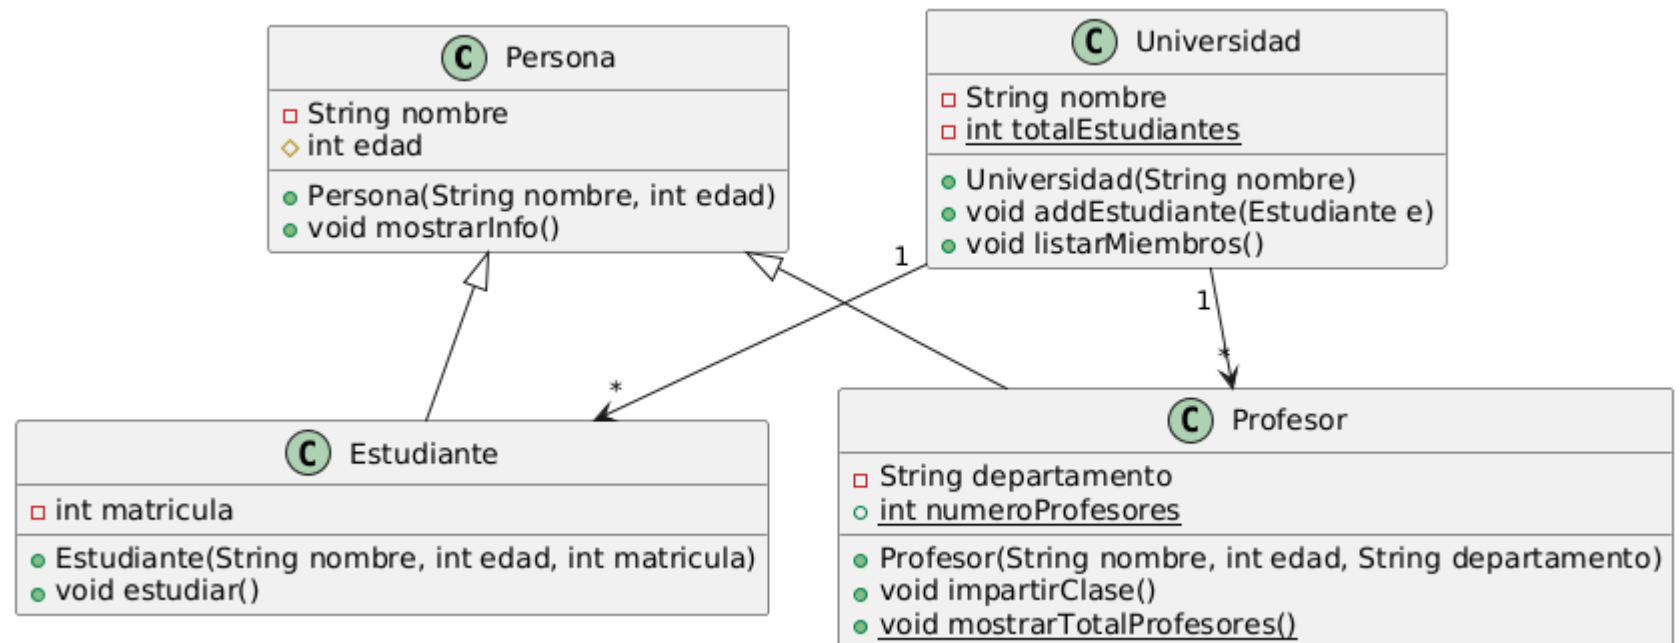 C Persona
String nombre
int edad
Persona(String nombre, int edad)
void mostrarInfo()
C Universidad
String nombre
int totalEstudiantes
Universidad(String nombre)
void addEstudiante(Estudiante e)
void listarMiembros()
1
1
*
*
C Estudiante
int matricula
Estudiante(String nombre, int edad, int matricula)
void estudiar()
C Profesor
String departamento
int numeroProfesores
Profesor(String nombre, int edad, String departamento)
void impartirClase()
void mostrarTotalProfesores()